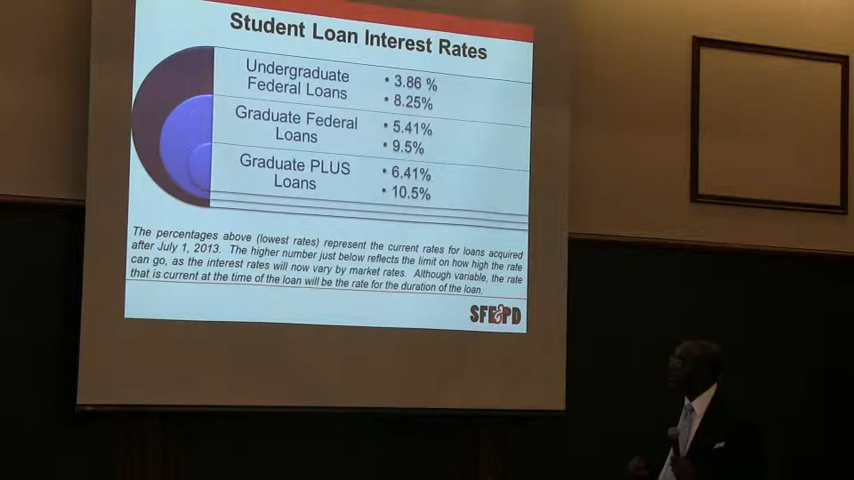 Student Loan Interest Rates
Undergraduate
Federal Loans
• 3.86 %
• 8.25%
Graduate Federal
Loans
• 5.41%
• 9.5%
Graduate PLUS
Loans
• 6.41%
• 10.5%
The percentages above (lowest rates) represent the current rates for loans acquired
after July 1, 2013. The higher number just below reflects the limit on how high the rate
can go, as the interest rates will now vary by market rates. Although variable, the rate
that is current at the time of the loan will be the rate for the duration of the loan.
SFE&PD